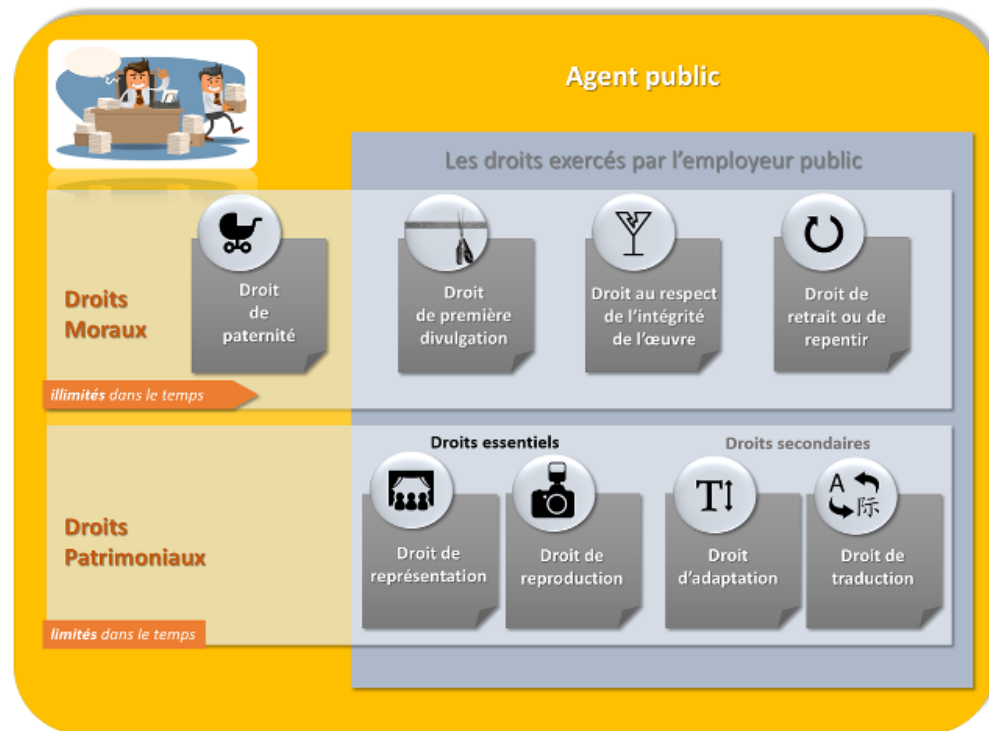 Agent public
Les droits exercés par l'employeur public
Droits
Moraux
Droit
de
paternité
Droit
de première
divulgation
Droit au respect
de l'intégrité
de l'œuvre
Droit de
retrait ou de
repentir
illimités dans le temps
Droits essentiels
Droits secondaires
Droits
Patrimoniaux
Droit de
représentation
Droit de
reproduction
T
Droit
d'adaptation
A
际
Droit de
traduction
limités dans le temps